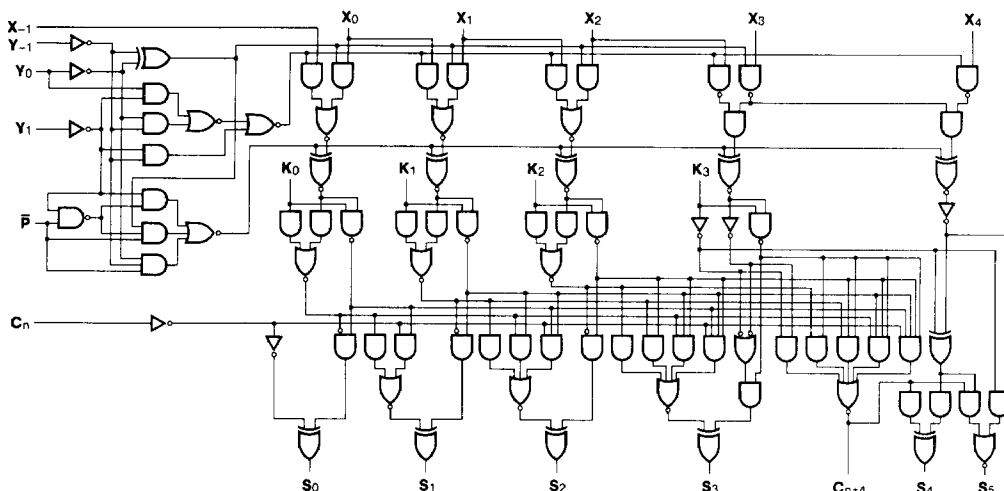 X₀ X₁ X₂ X₃ X₄
X₋₁
Y₋₁
Y₀
Y₁
K₀ K₁ K₂ K₃
P̅
Cₙ
S₀ S₁ S₂ S₃ Cₙ₊₄ S₄ S₅